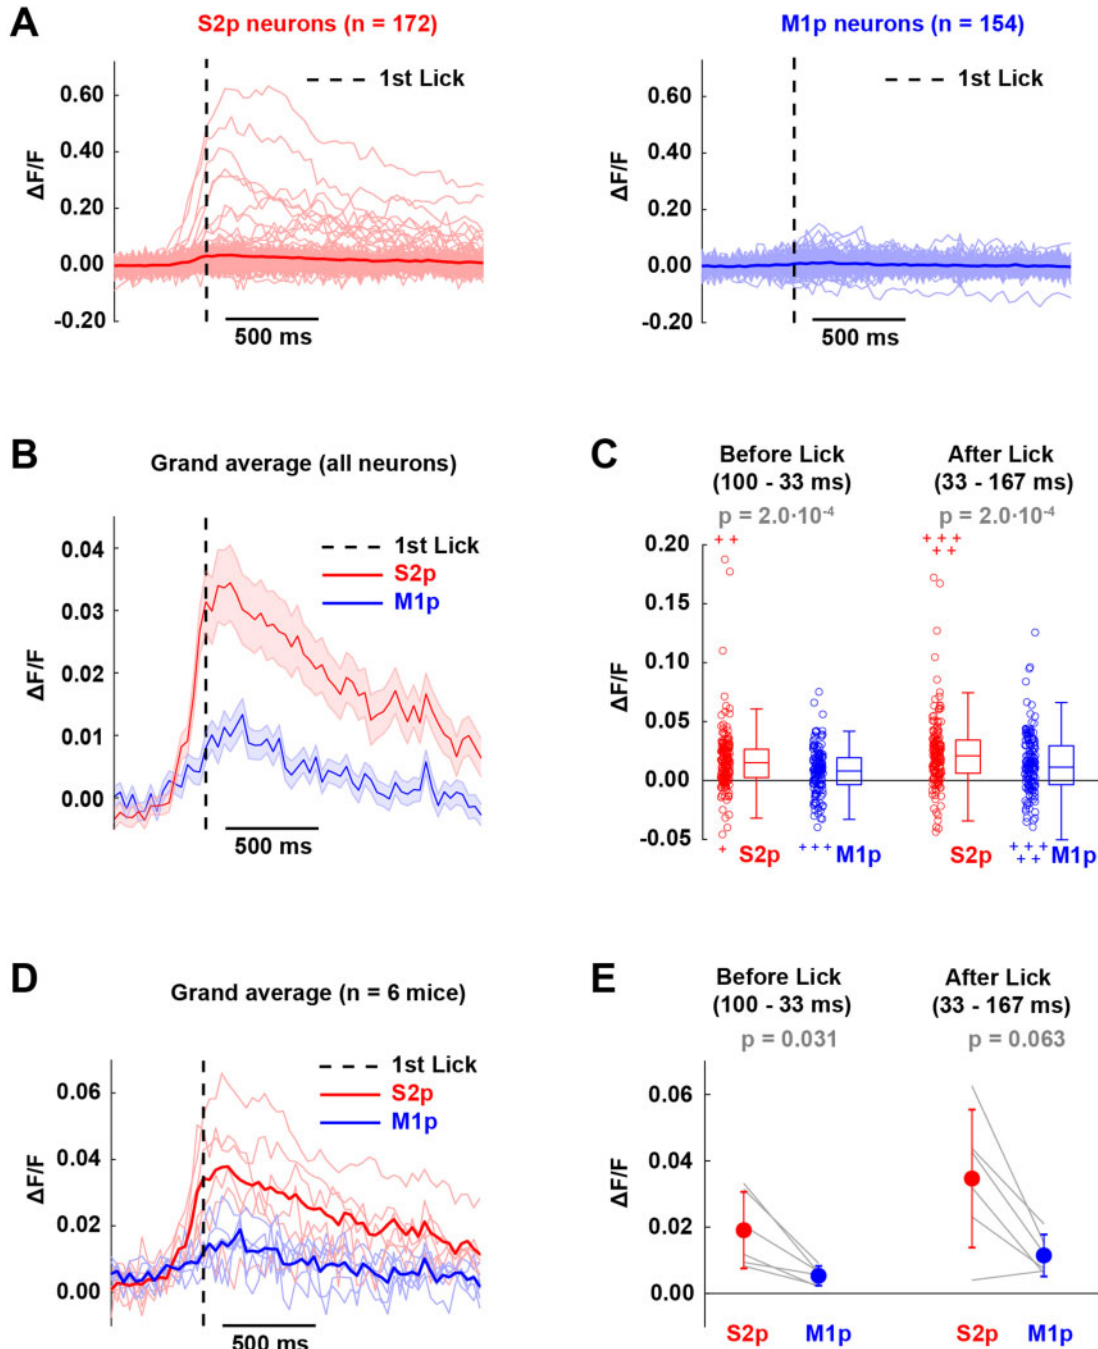 A
S2p neurons (n = 172)
1st Lick
ΔF/F
0.60
0.40
0.20
0.00
-0.20
500 ms
M1p neurons (n = 154)
1st Lick
ΔF/F
0.60
0.40
0.20
0.00
-0.20
500 ms
B
Grand average (all neurons)
1st Lick
S2p
M1p
ΔF/F
0.04
0.03
0.02
0.01
0.00
500 ms
C
Before Lick
(100 - 33 ms)
p = 2.0·10⁻⁴
After Lick
(33 - 167 ms)
p = 2.0·10⁻⁴
ΔF/F
0.20
0.15
0.10
0.05
0.00
-0.05
S2p
M1p
S2p
M1p
D
Grand average (n = 6 mice)
1st Lick
S2p
M1p
ΔF/F
0.06
0.04
0.02
0.00
500 ms
E
Before Lick
(100 - 33 ms)
p = 0.031
After Lick
(33 - 167 ms)
p = 0.063
ΔF/F
0.06
0.04
0.02
0.00
S2p
M1p
S2p
M1p